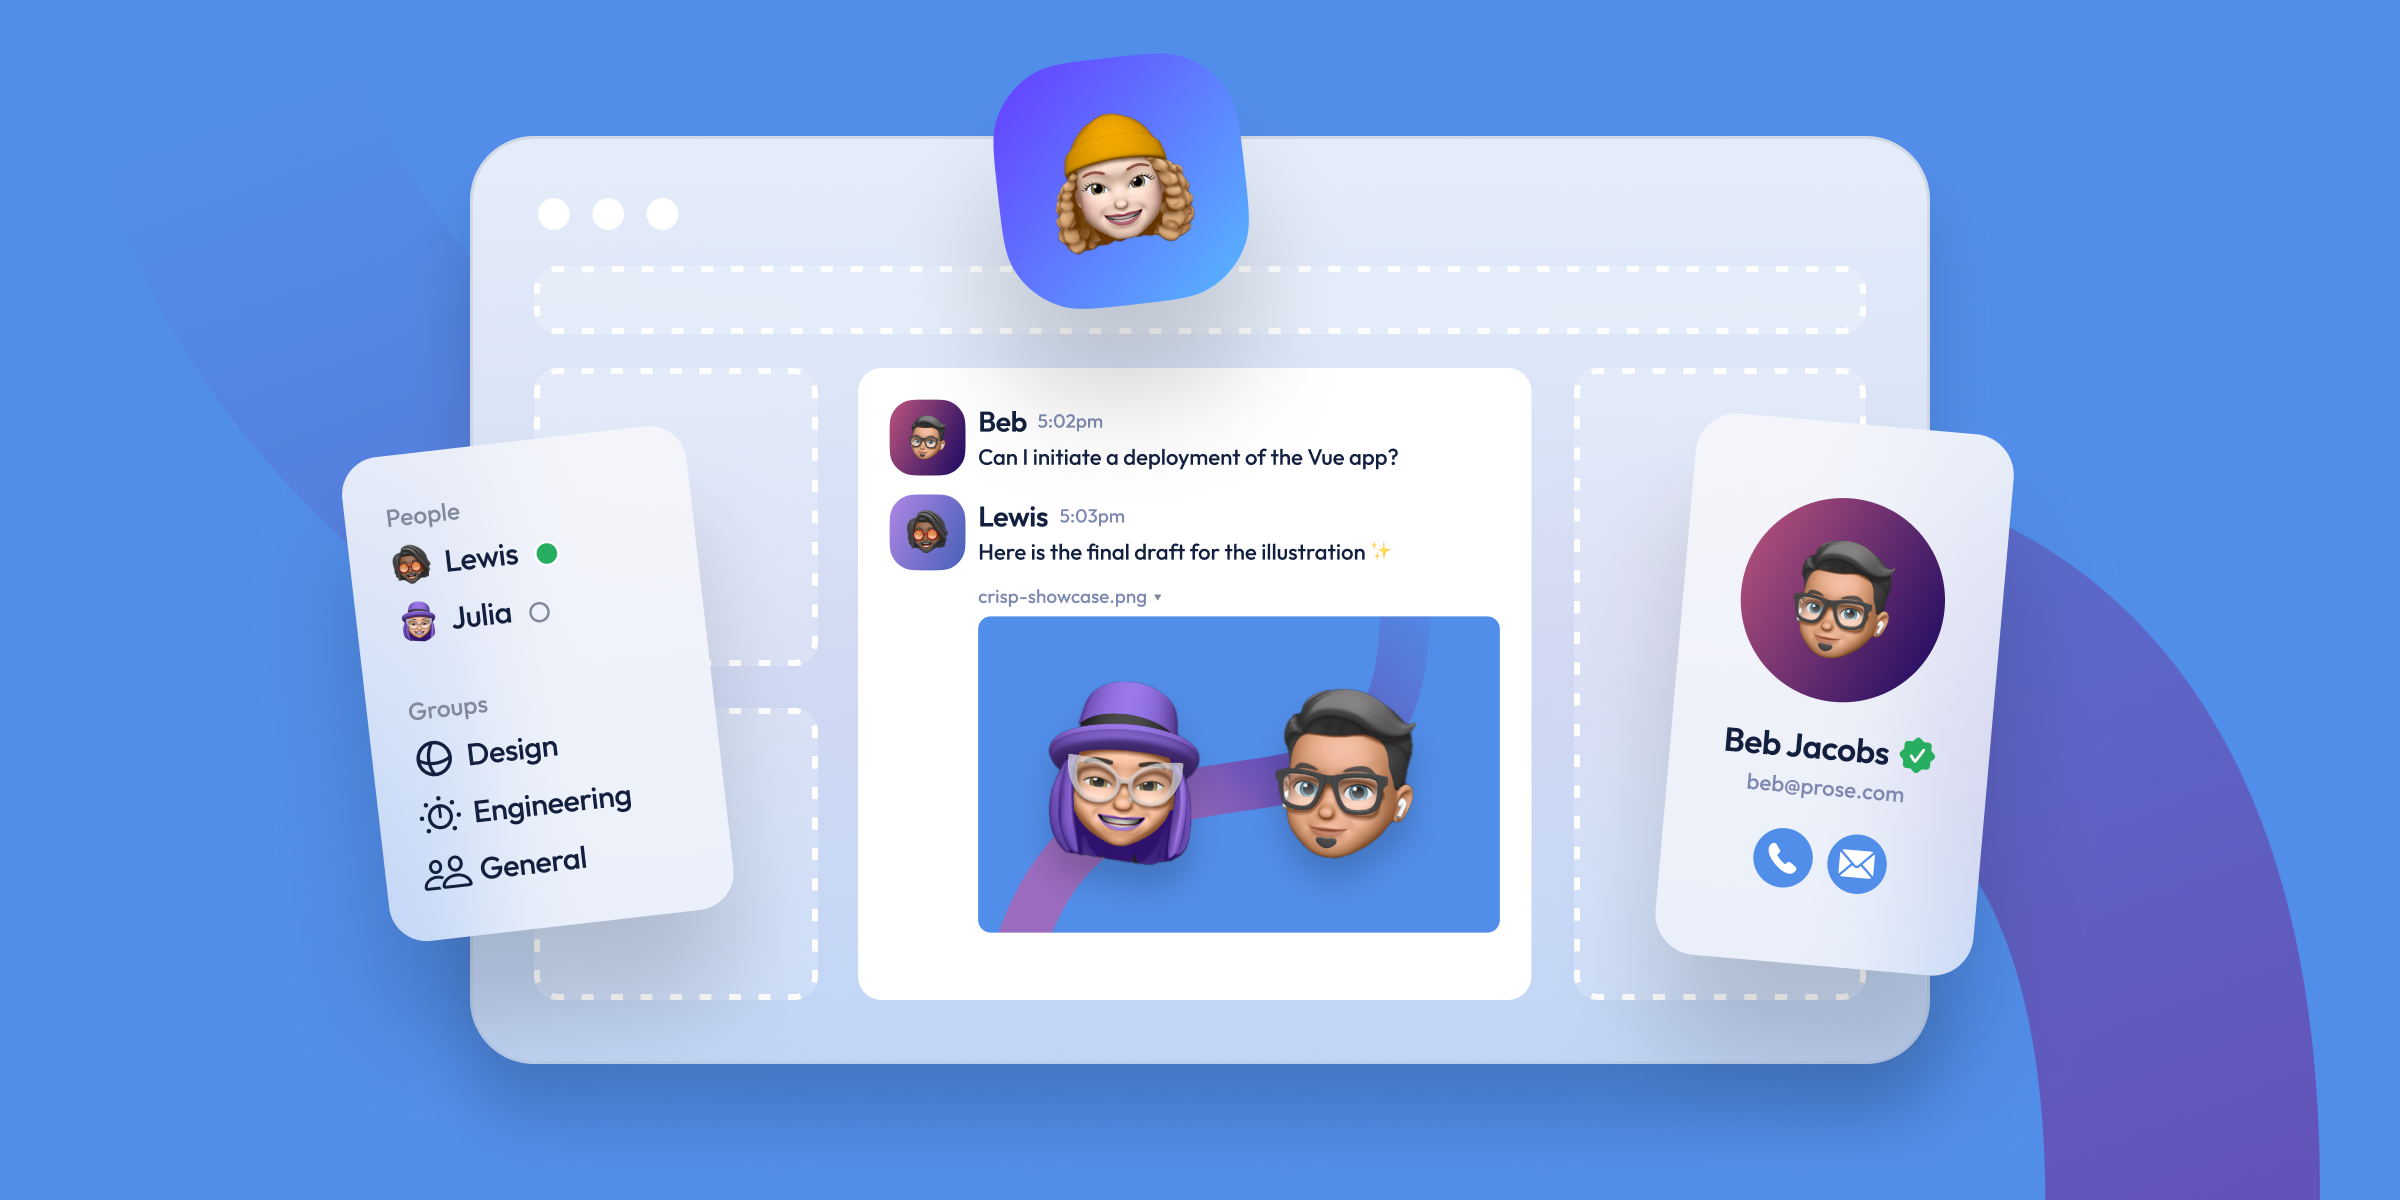 People
Lewis
Julia
Groups
Design
Engineering
General
Beb 5:02pm
Can I initiate a deployment of the Vue app?
Lewis 5:03pm
Here is the final draft for the illustration ✨
crisp-showcase.png ▾
Beb Jacobs
beb@prose.com